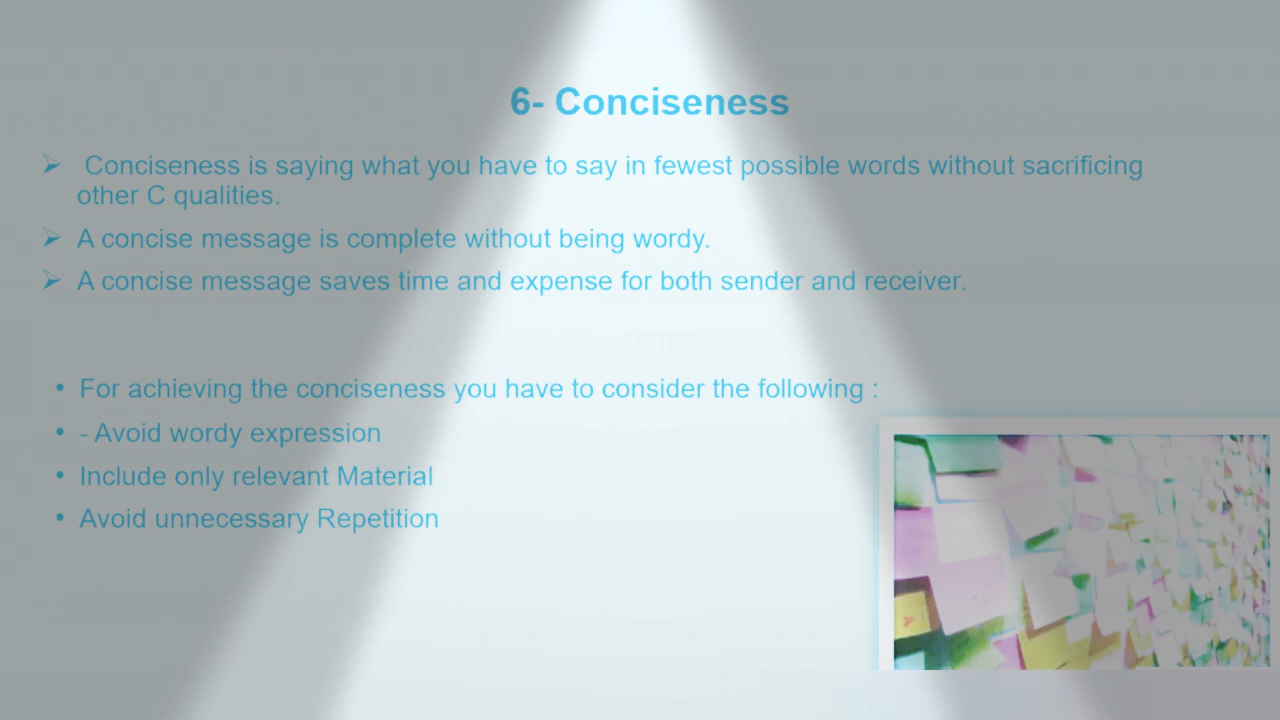 6- Conciseness
➢ Conciseness is saying what you have to say in fewest possible words without sacrificing
other C qualities.
➢ A concise message is complete without being wordy.
➢ A concise message saves time and expense for both sender and receiver.
• For achieving the conciseness you have to consider the following :
• - Avoid wordy expression
• Include only relevant Material
• Avoid unnecessary Repetition